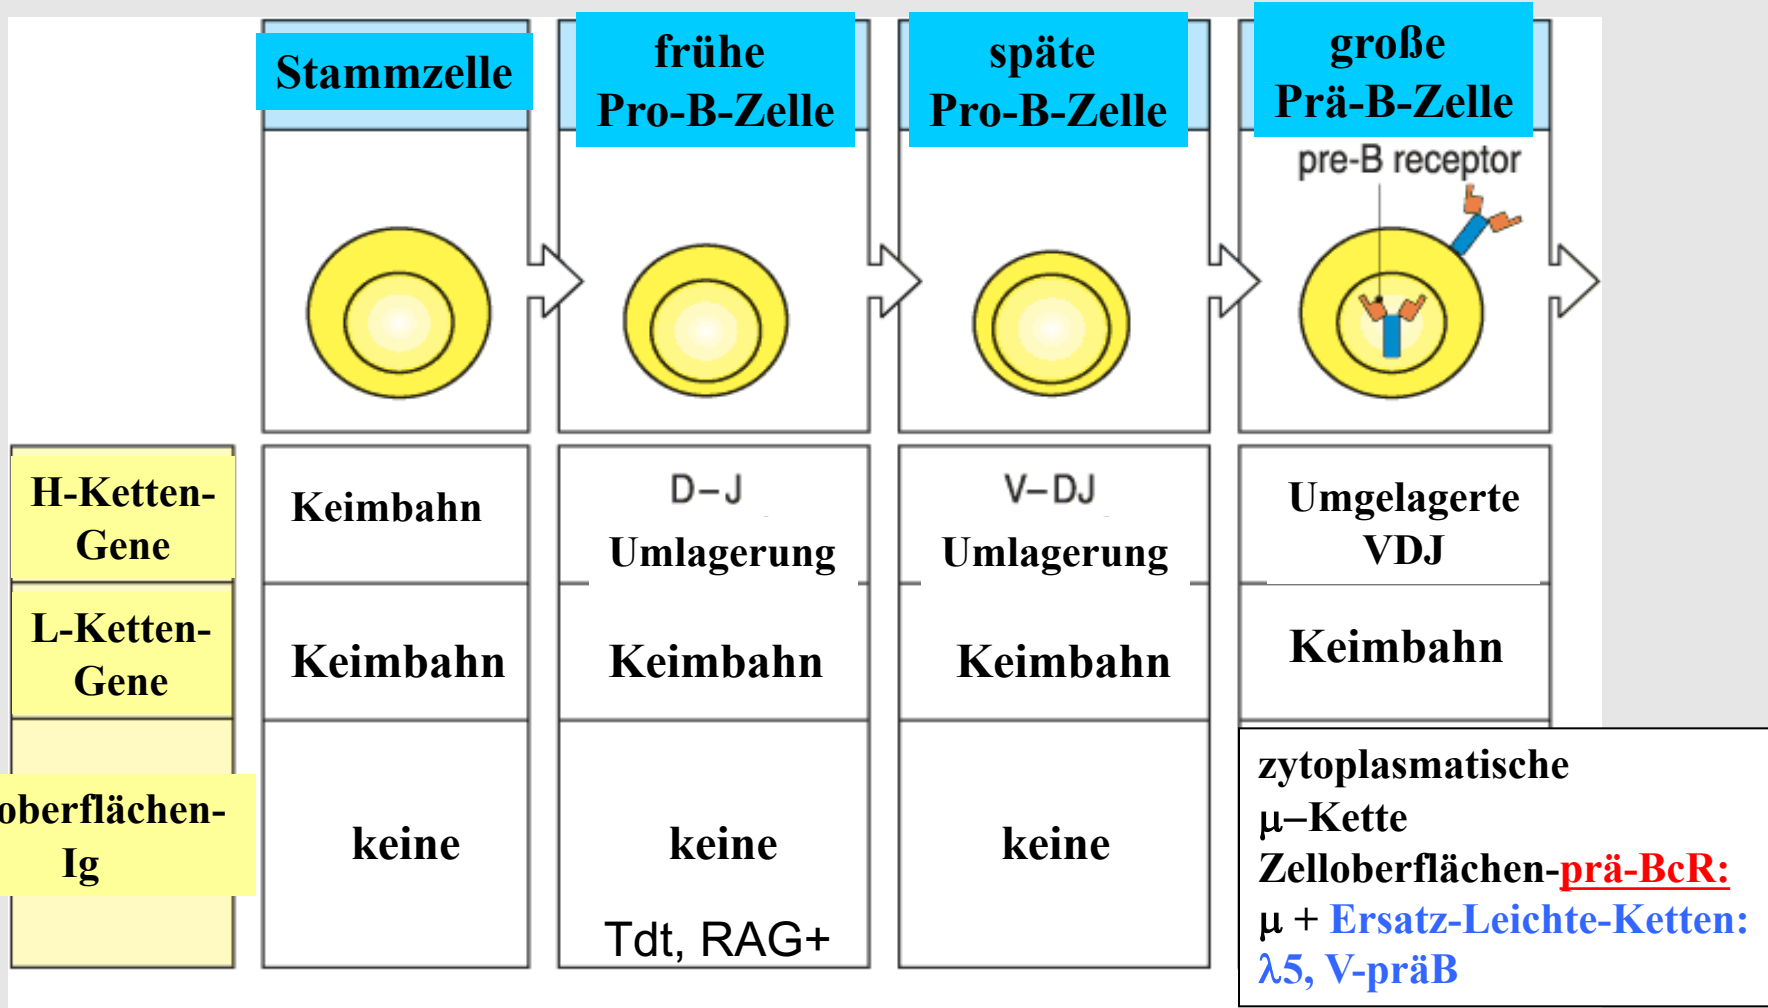 Stammzelle
frühe
Pro-B-Zelle
späte
Pro-B-Zelle
große
Prä-B-Zelle
pre-B receptor
H-Ketten-
Gene
Keimbahn
D–J
Umlagerung
V–DJ
Umlagerung
Umgelagerte
VDJ
L-Ketten-
Gene
Keimbahn
Keimbahn
Keimbahn
Keimbahn
oberflächen-
Ig
keine
keine
Tdt, RAG+
keine
zytoplasmatische
μ–Kette
Zelloberflächen-prä-BcR:
μ + Ersatz-Leichte-Ketten:
λ5, V-präB